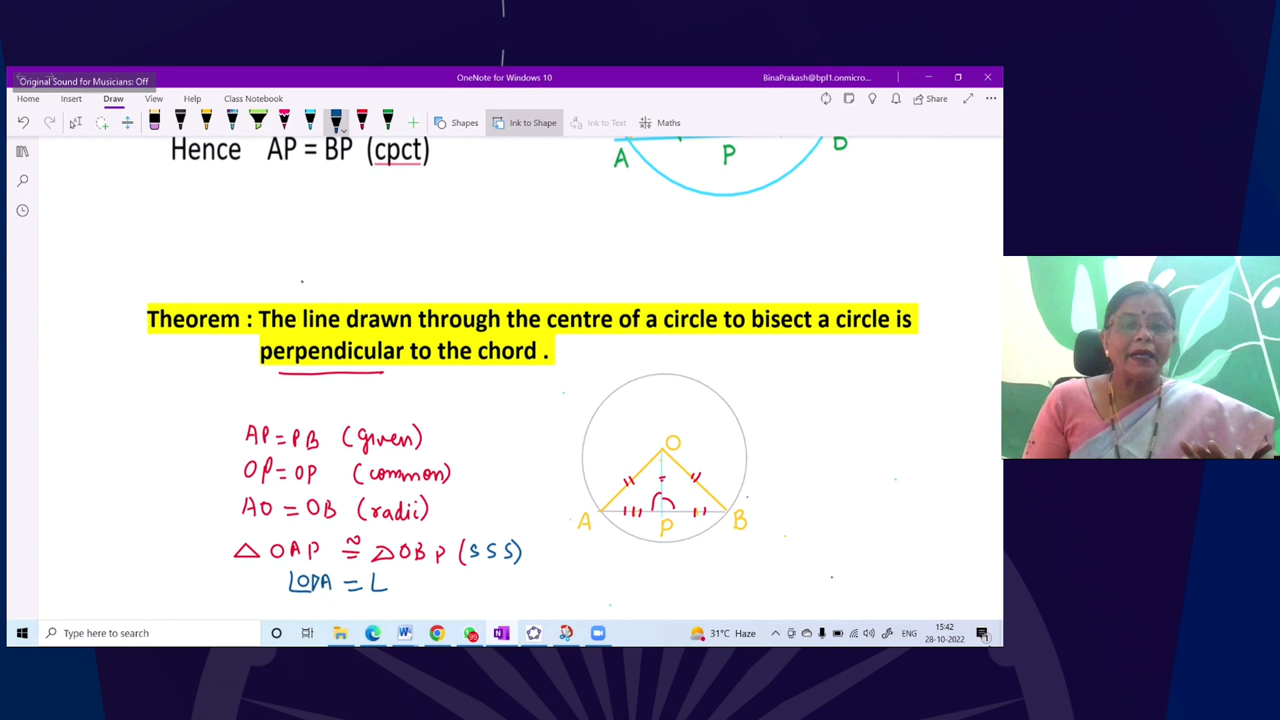 Original Sound for Musicians: Off
OneNote for Windows 10
BinaPrakash@bpl1.onmicro...
Home Insert Draw View Help Class Notebook
Share
Shapes Ink to Shape Ink to Text Maths
Hence AP = BP (cpct)
A P B
Theorem : The line drawn through the centre of a circle to bisect a circle is
perpendicular to the chord .
AP = PB (given)
OP = OP (common)
AO = OB (radii)
△ OAP ≅ △ OBP (SSS)
∠OPA = ∠
O
A P B
Type here to search
99
31°C Haze
ENG
15:42
28-10-2022
1